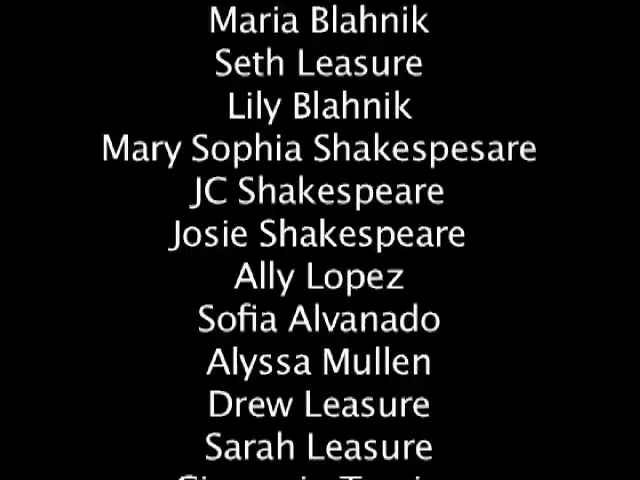 Maria Blahnik
Seth Leasure
Lily Blahnik
Mary Sophia Shakespesare
JC Shakespeare
Josie Shakespeare
Ally Lopez
Sofia Alvanado
Alyssa Mullen
Drew Leasure
Sarah Leasure